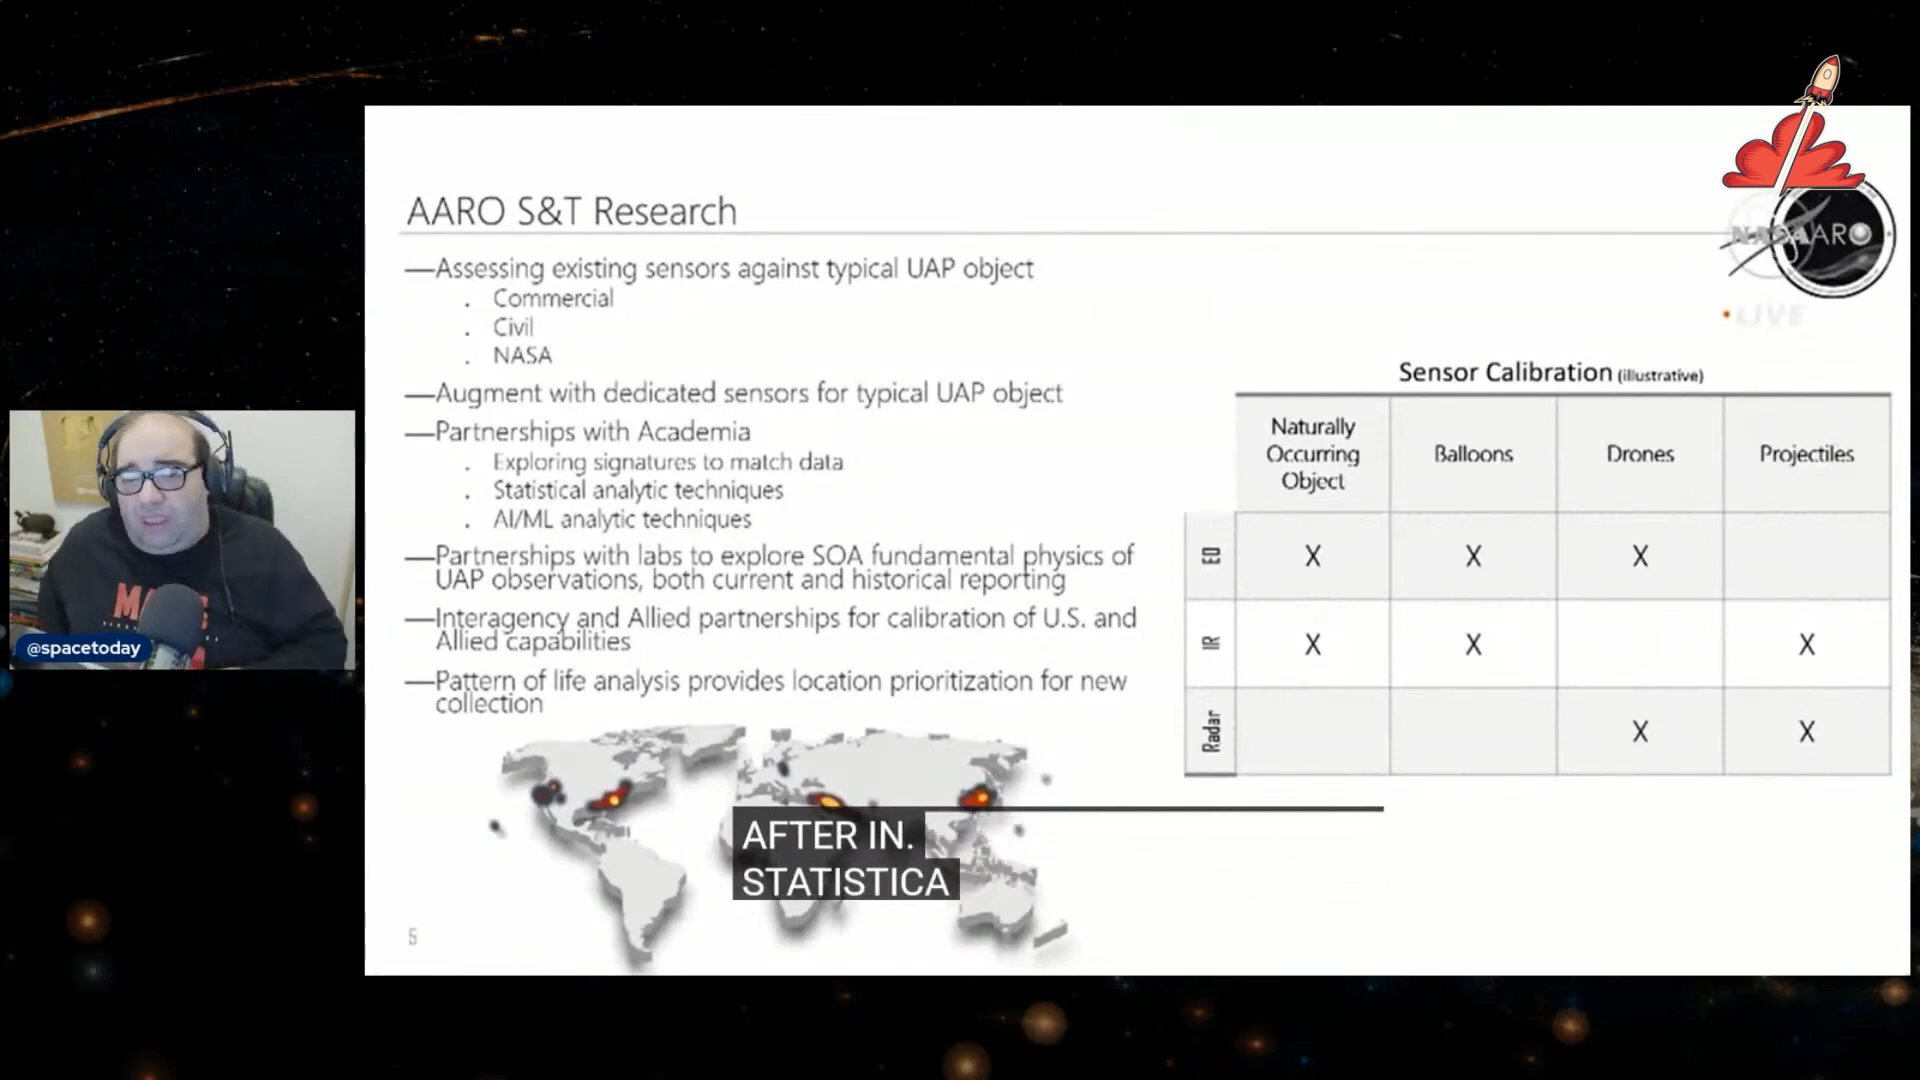 AARO S&T Research
—Assessing existing sensors against typical UAP object
. Commercial
. Civil
. NASA
—Augment with dedicated sensors for typical UAP object
—Partnerships with Academia
. Exploring signatures to match data
. Statistical analytic techniques
. AI/ML analytic techniques
—Partnerships with labs to explore SOA fundamental physics of
UAP observations, both current and historical reporting
—Interagency and Allied partnerships for calibration of U.S. and
Allied capabilities
—Pattern of life analysis provides location prioritization for new
collection
NASA
AARO
LIVE
Sensor Calibration (illustrative)
Naturally
Occurring
Object
Balloons
Drones
Projectiles
EO X X X
IR X X X
Radar X X
@spacetoday
AFTER IN.
STATISTICA
5